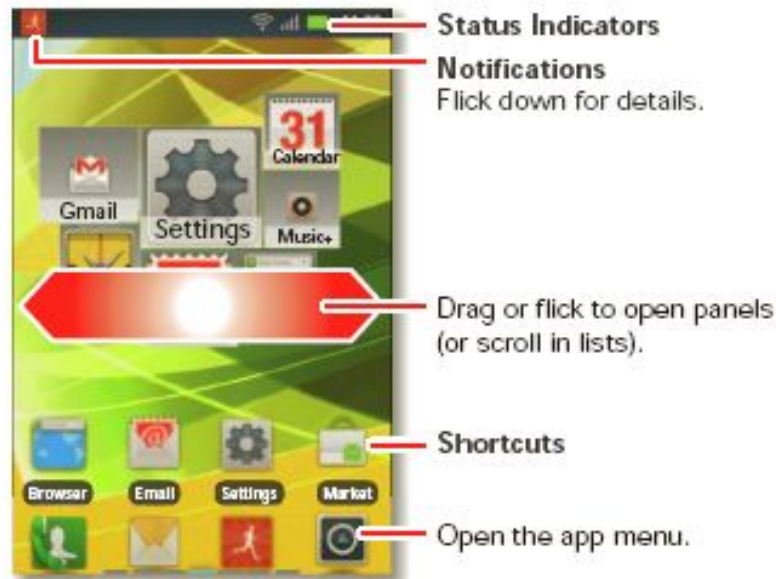 Status Indicators
Notifications
Flick down for details.
31
Calendar
Gmail
Settings
Music+
Drag or flick to open panels
(or scroll in lists).
Shortcuts
Browser
Email
Settings
Market
Open the app menu.